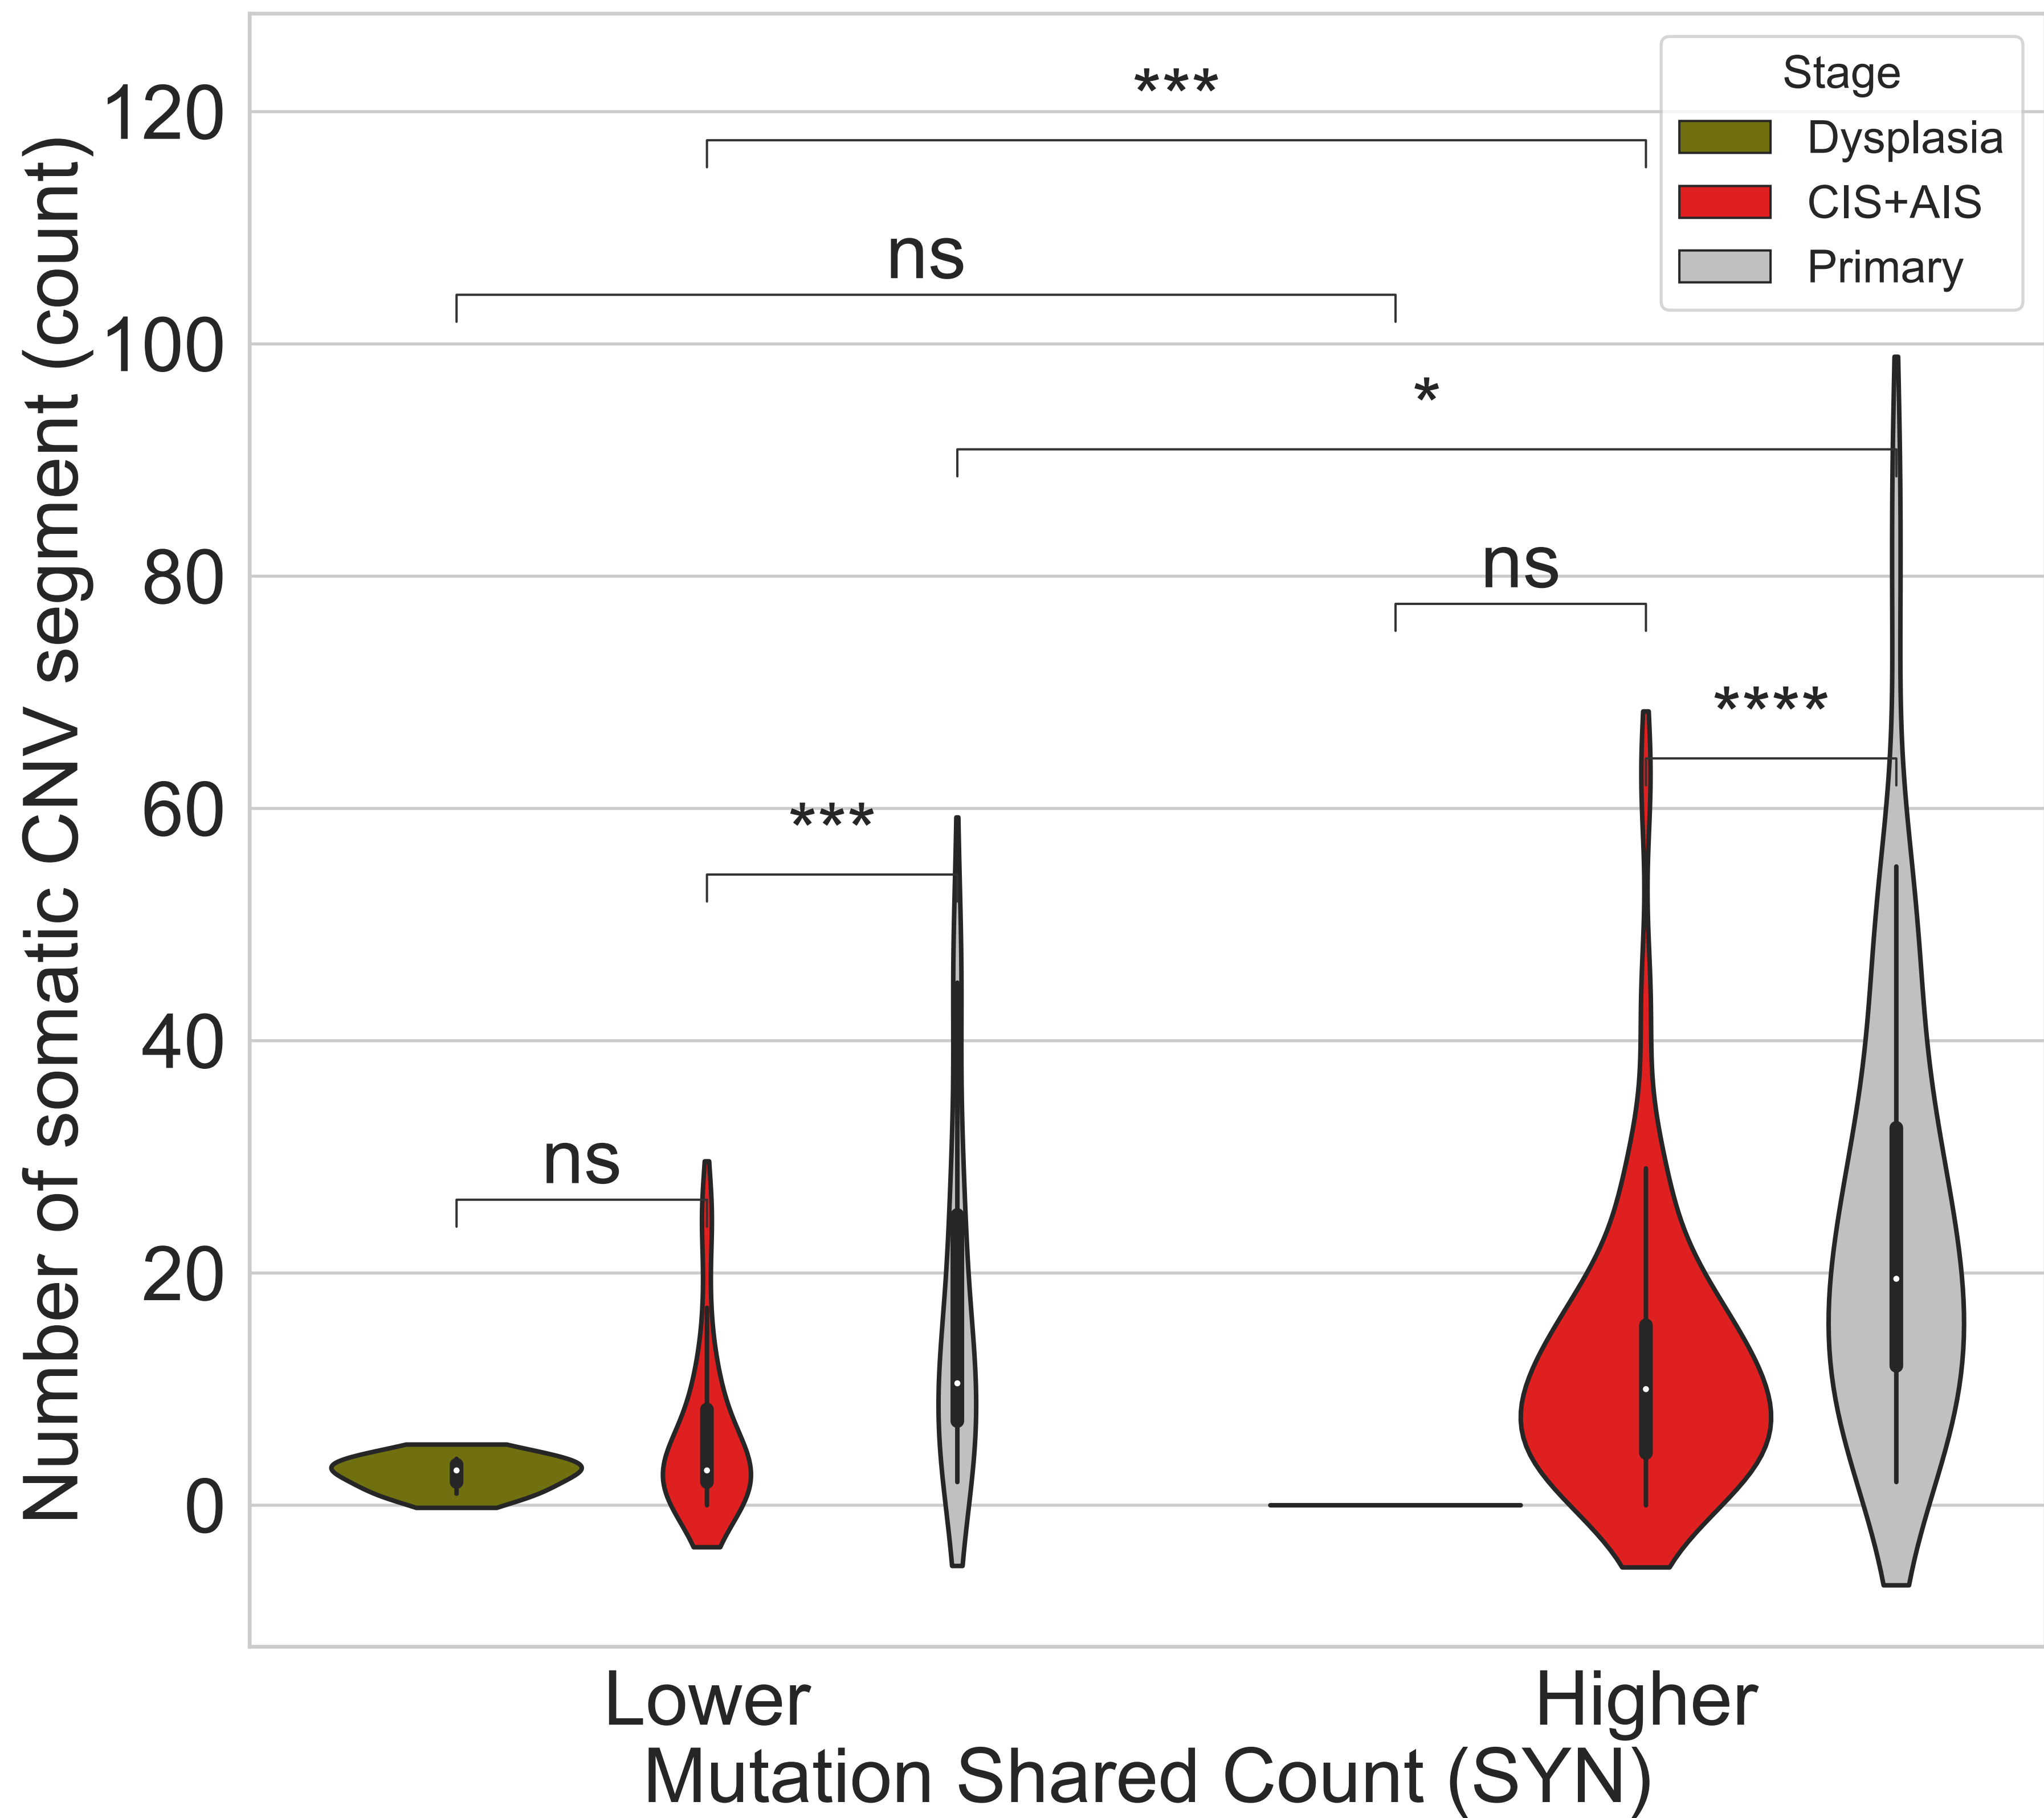 Number of somatic CNV segment (count)
120
100
80
60
40
20
0
***
ns
*
ns
****
***
ns
Stage
Dysplasia
CIS+AIS
Primary
Lower
Higher
Mutation Shared Count (SYN)